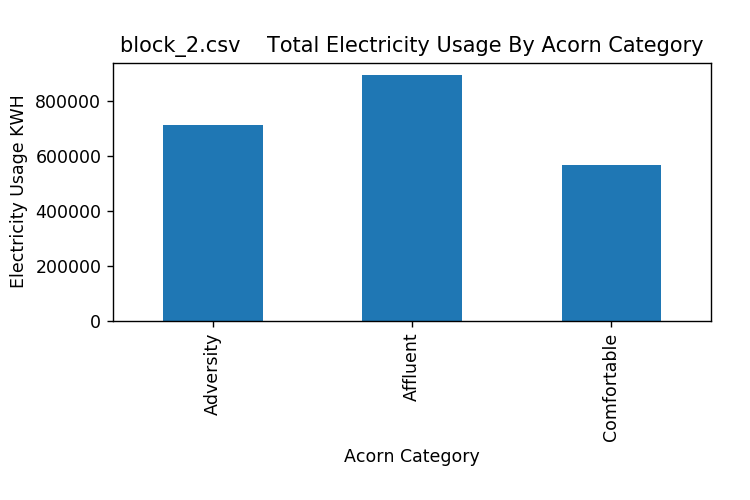 block_2.csv    Total Electricity Usage By Acorn Category
Electricity Usage KWH
800000
600000
400000
200000
0
Adversity
Affluent
Comfortable
Acorn Category